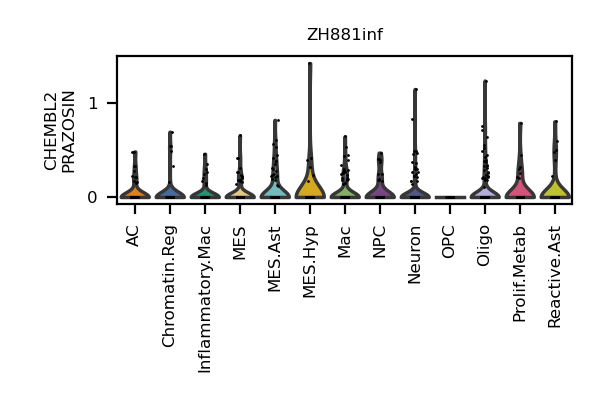 ZH881inf
CHEMBL2
PRAZOSIN
1
0
AC
Chromatin.Reg
Inflammatory.Mac
MES
MES.Ast
MES.Hyp
Mac
NPC
Neuron
OPC
Oligo
Prolif.Metab
Reactive.Ast